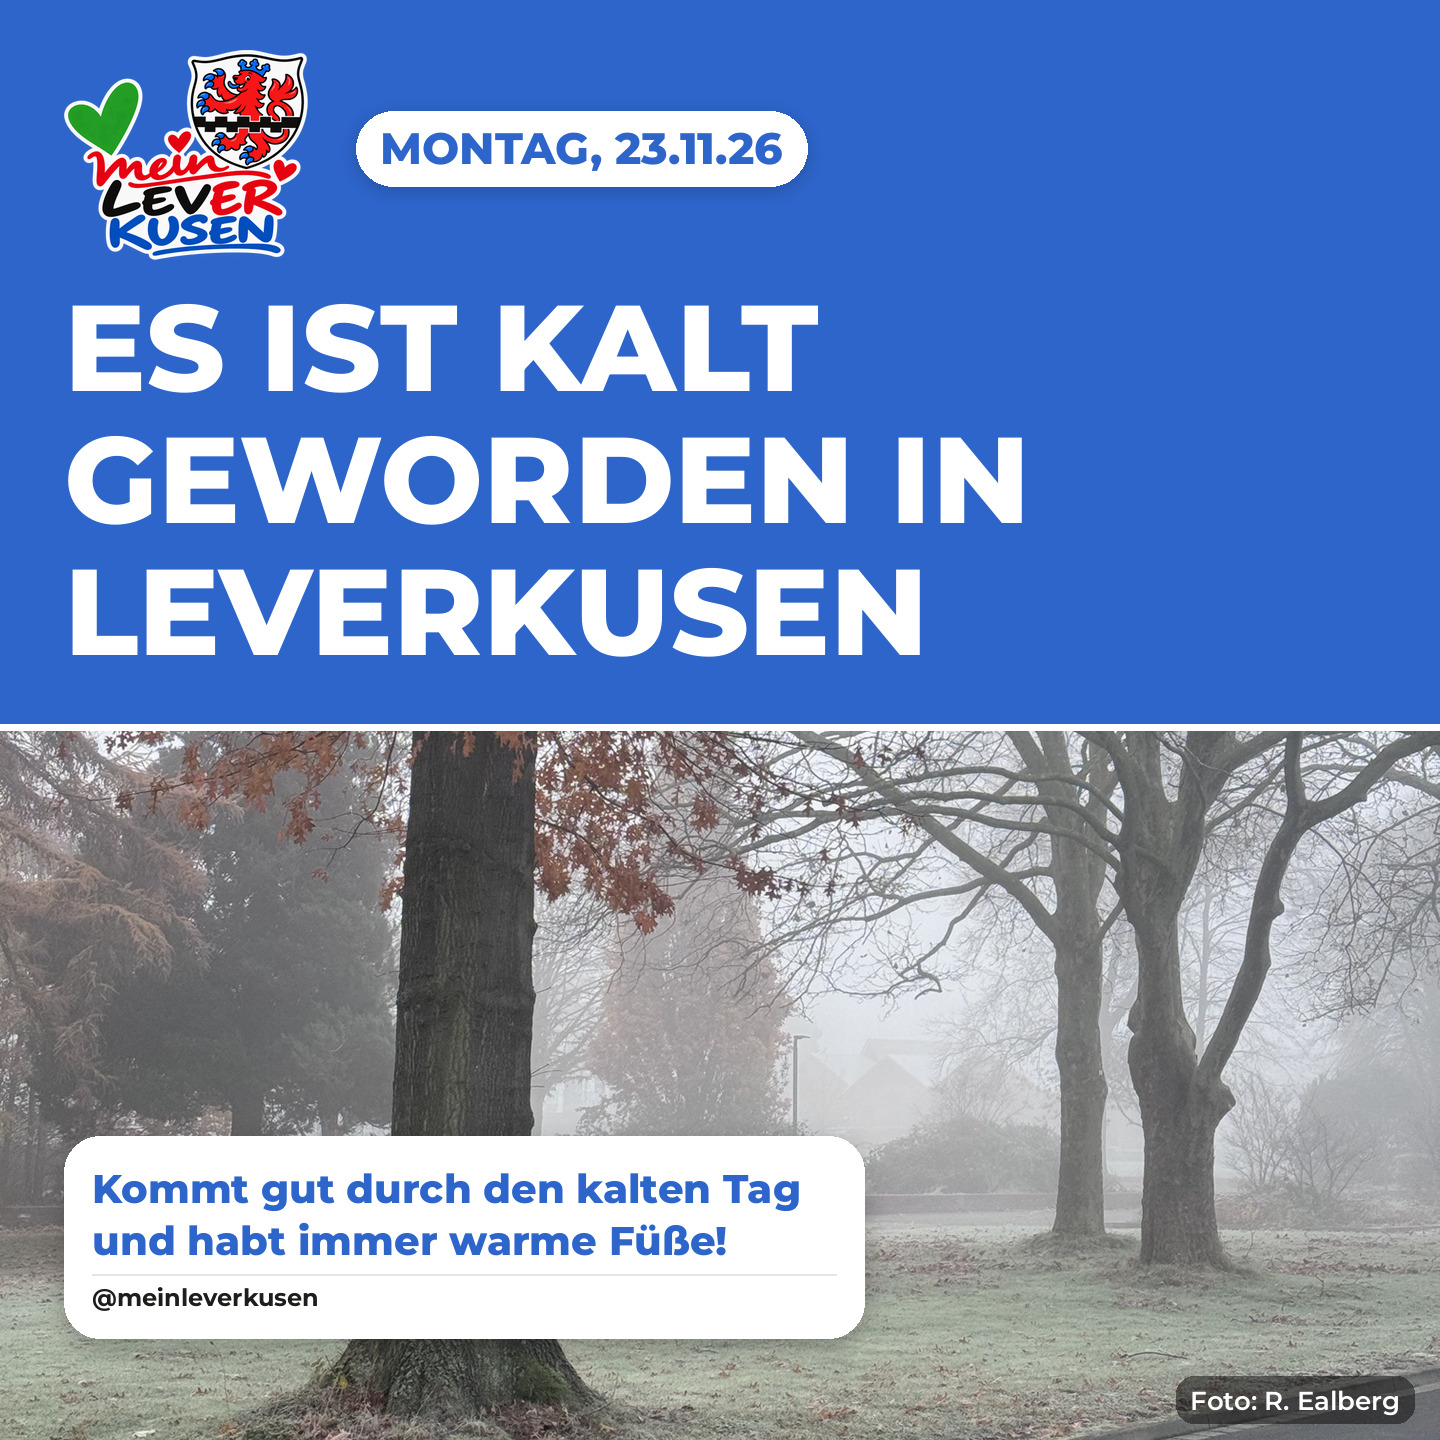 mein
LEVER
KUSEN
MONTAG, 23.11.26
ES IST KALT
GEWORDEN IN
LEVERKUSEN
Kommt gut durch den kalten Tag
und habt immer warme Füße!
@meinleverkusen
Foto: R. Ealberg